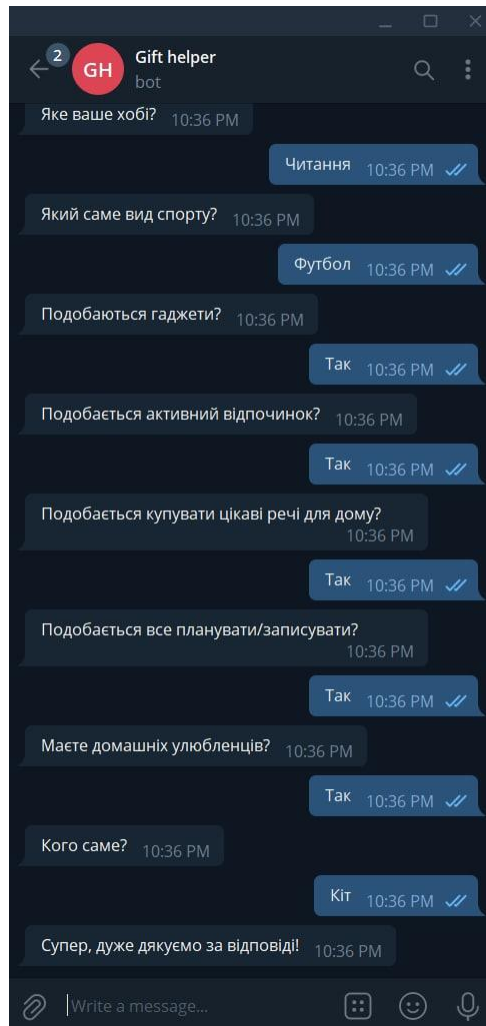 2
GH
Gift helper
bot
Яке ваше хобі? 10:36 PM
Читання 10:36 PM
Який саме вид спорту? 10:36 PM
Футбол 10:36 PM
Подобаються гаджети? 10:36 PM
Так 10:36 PM
Подобається активний відпочинок? 10:36 PM
Так 10:36 PM
Подобається купувати цікаві речі для дому?
10:36 PM
Так 10:36 PM
Подобається все планувати/записувати?
10:36 PM
Так 10:36 PM
Маєте домашніх улюбленців? 10:36 PM
Так 10:36 PM
Кого саме? 10:36 PM
Кіт 10:36 PM
Супер, дуже дякуємо за відповіді! 10:36 PM
Write a message...